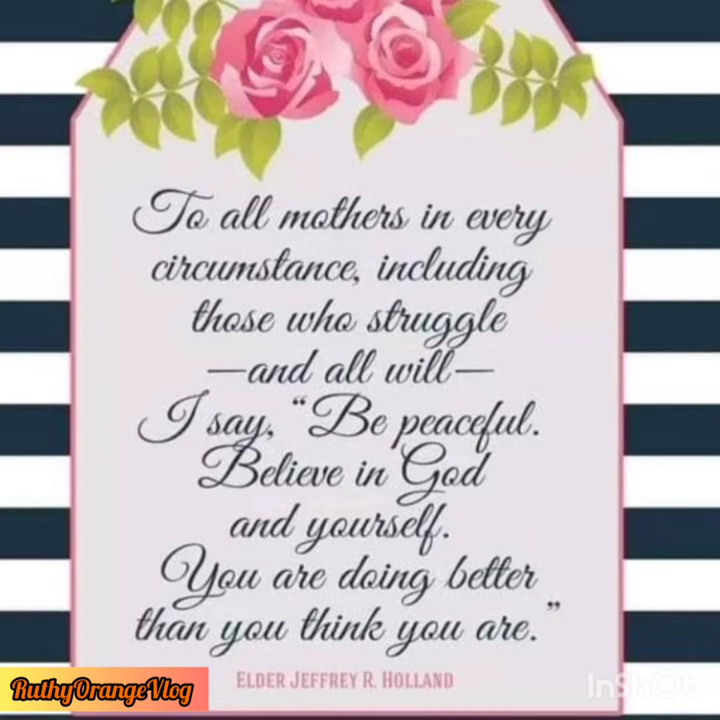 To all mothers in every
circumstance, including
those who struggle
—and all will—
I say, “Be peaceful.
Believe in God
and yourself.
You are doing better
than you think you are.”
ELDER JEFFREY R. HOLLAND
RuthyOrangeVlog
InShOt